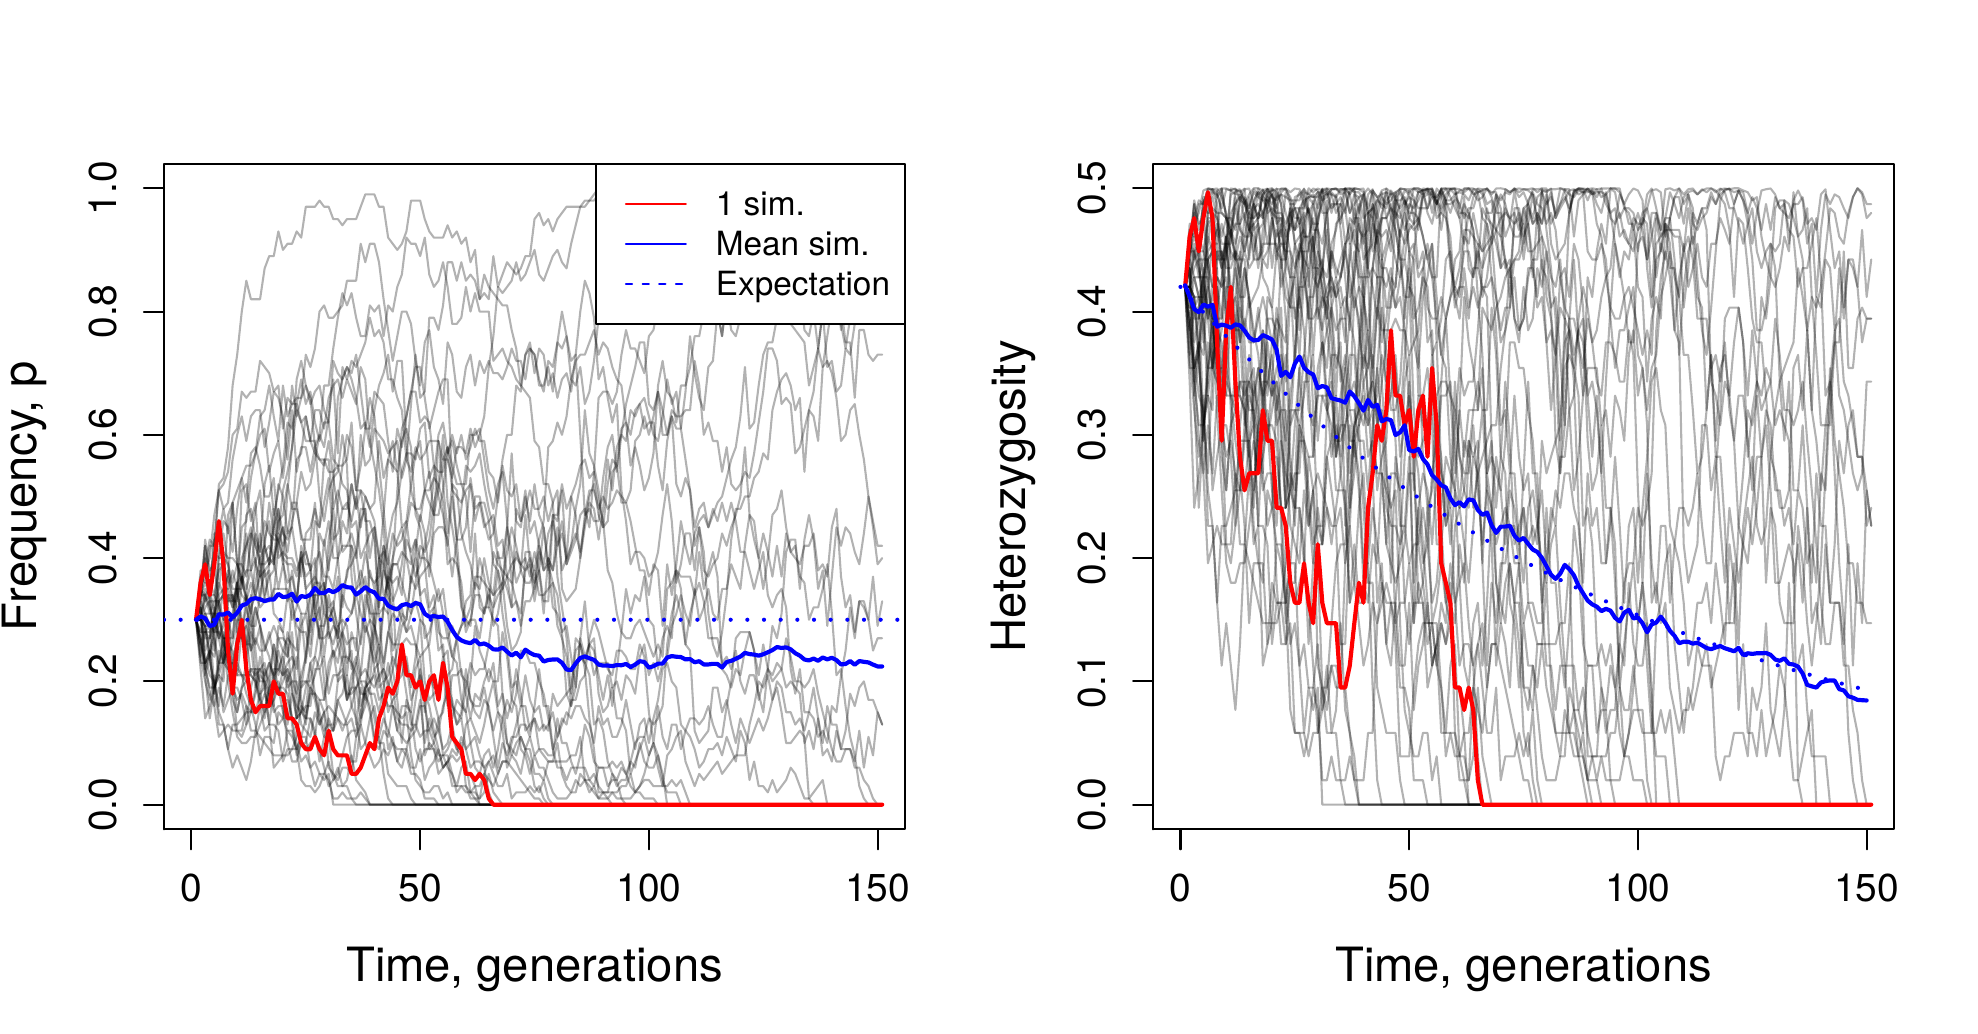 Frequency, p
1.0
0.8
0.6
0.4
0.2
0.0
1 sim.
Mean sim.
Expectation
0 50 100 150
Time, generations
Heterozygosity
0.5
0.4
0.3
0.2
0.1
0.0
0 50 100 150
Time, generations